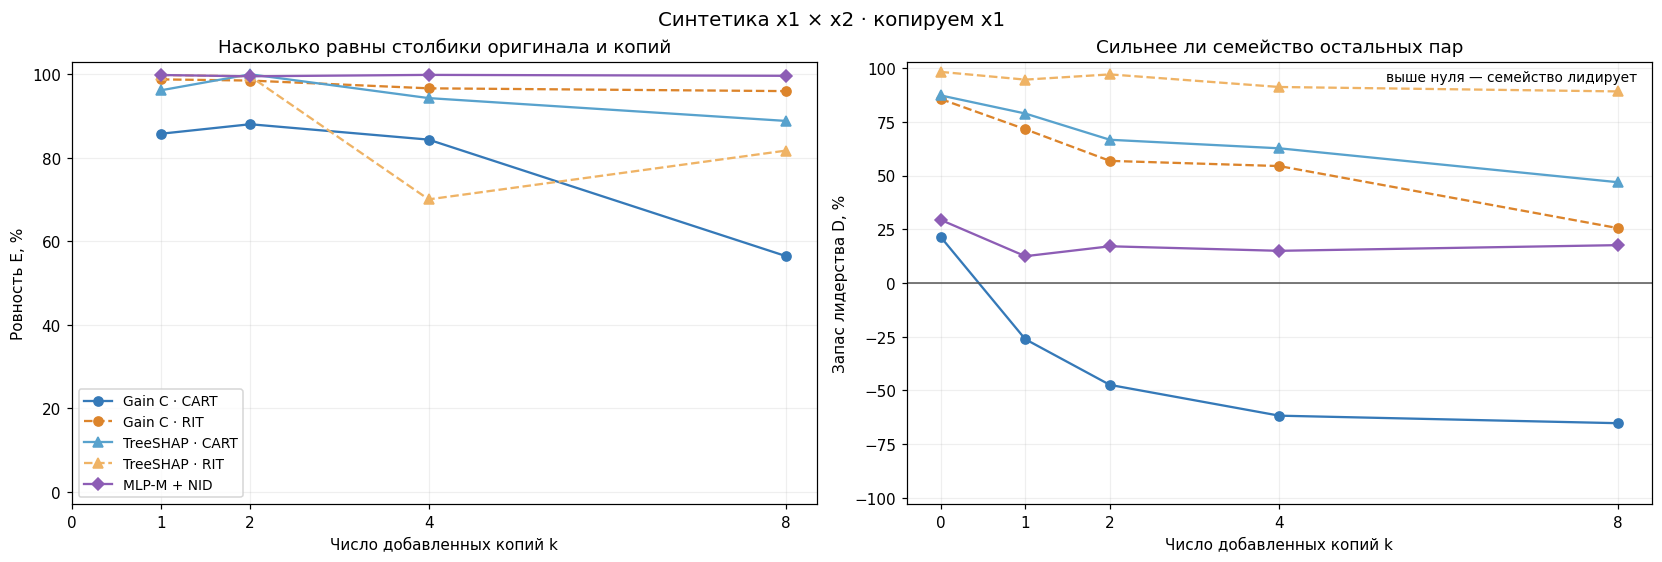 Синтетика x1 × x2 · копируем x1
Насколько равны столбики оригинала и копий
Ровность E, %
100
80
60
40
20
0
Gain C · CART
Gain C · RIT
TreeSHAP · CART
TreeSHAP · RIT
MLP-M + NID
0 1 2 4 8
Число добавленных копий k
Сильнее ли семейство остальных пар
выше нуля — семейство лидирует
Запас лидерства D, %
100
75
50
25
0
−25
−50
−75
−100
0 1 2 4 8
Число добавленных копий k